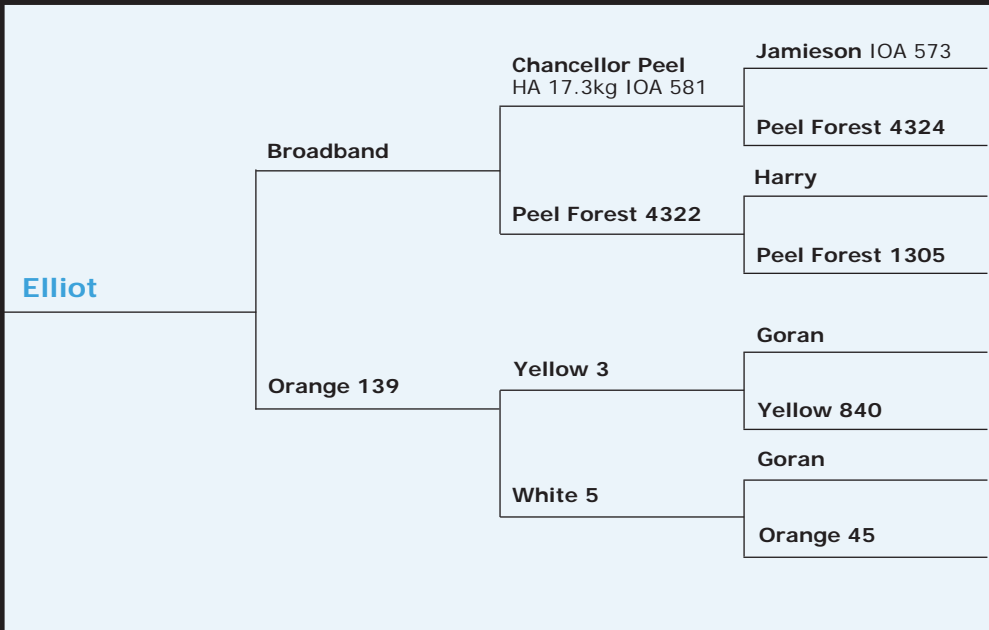 Jamieson IOA 573
Chancellor Peel
HA 17.3kg IOA 581
Peel Forest 4324
Broadband
Harry
Peel Forest 4322
Peel Forest 1305
Elliot
Goran
Yellow 3
Orange 139
Yellow 840
Goran
White 5
Orange 45